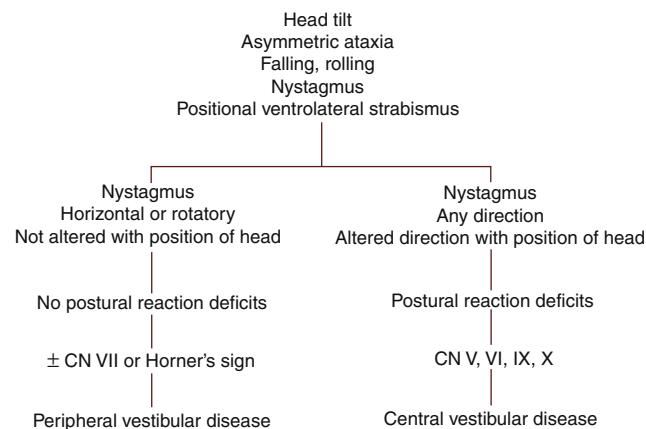 Head tilt
Asymmetric ataxia
Falling, rolling
Nystagmus
Positional ventrolateral strabismus
Nystagmus
Horizontal or rotatory
Not altered with position of head
No postural reaction deficits
± CN VII or Horner's sign
Peripheral vestibular disease
Nystagmus
Any direction
Altered direction with position of head
Postural reaction deficits
CN V, VI, IX, X
Central vestibular disease